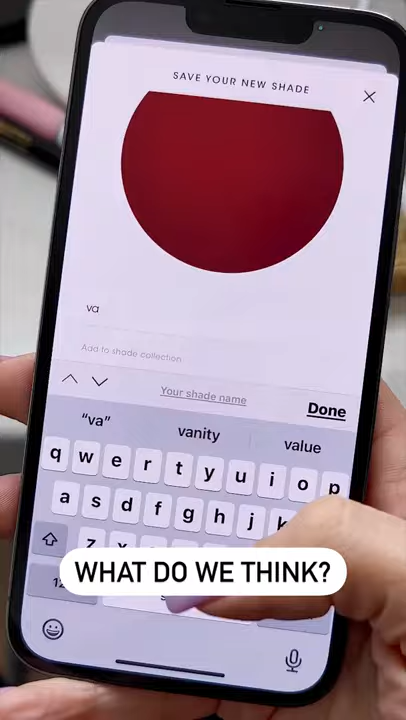 SAVE YOUR NEW SHADE
va
Add to shade collection
Your shade name
Done
"va" vanity value
q w e r t y u i o p
a s d f g h j k
z x
WHAT DO WE THINK?